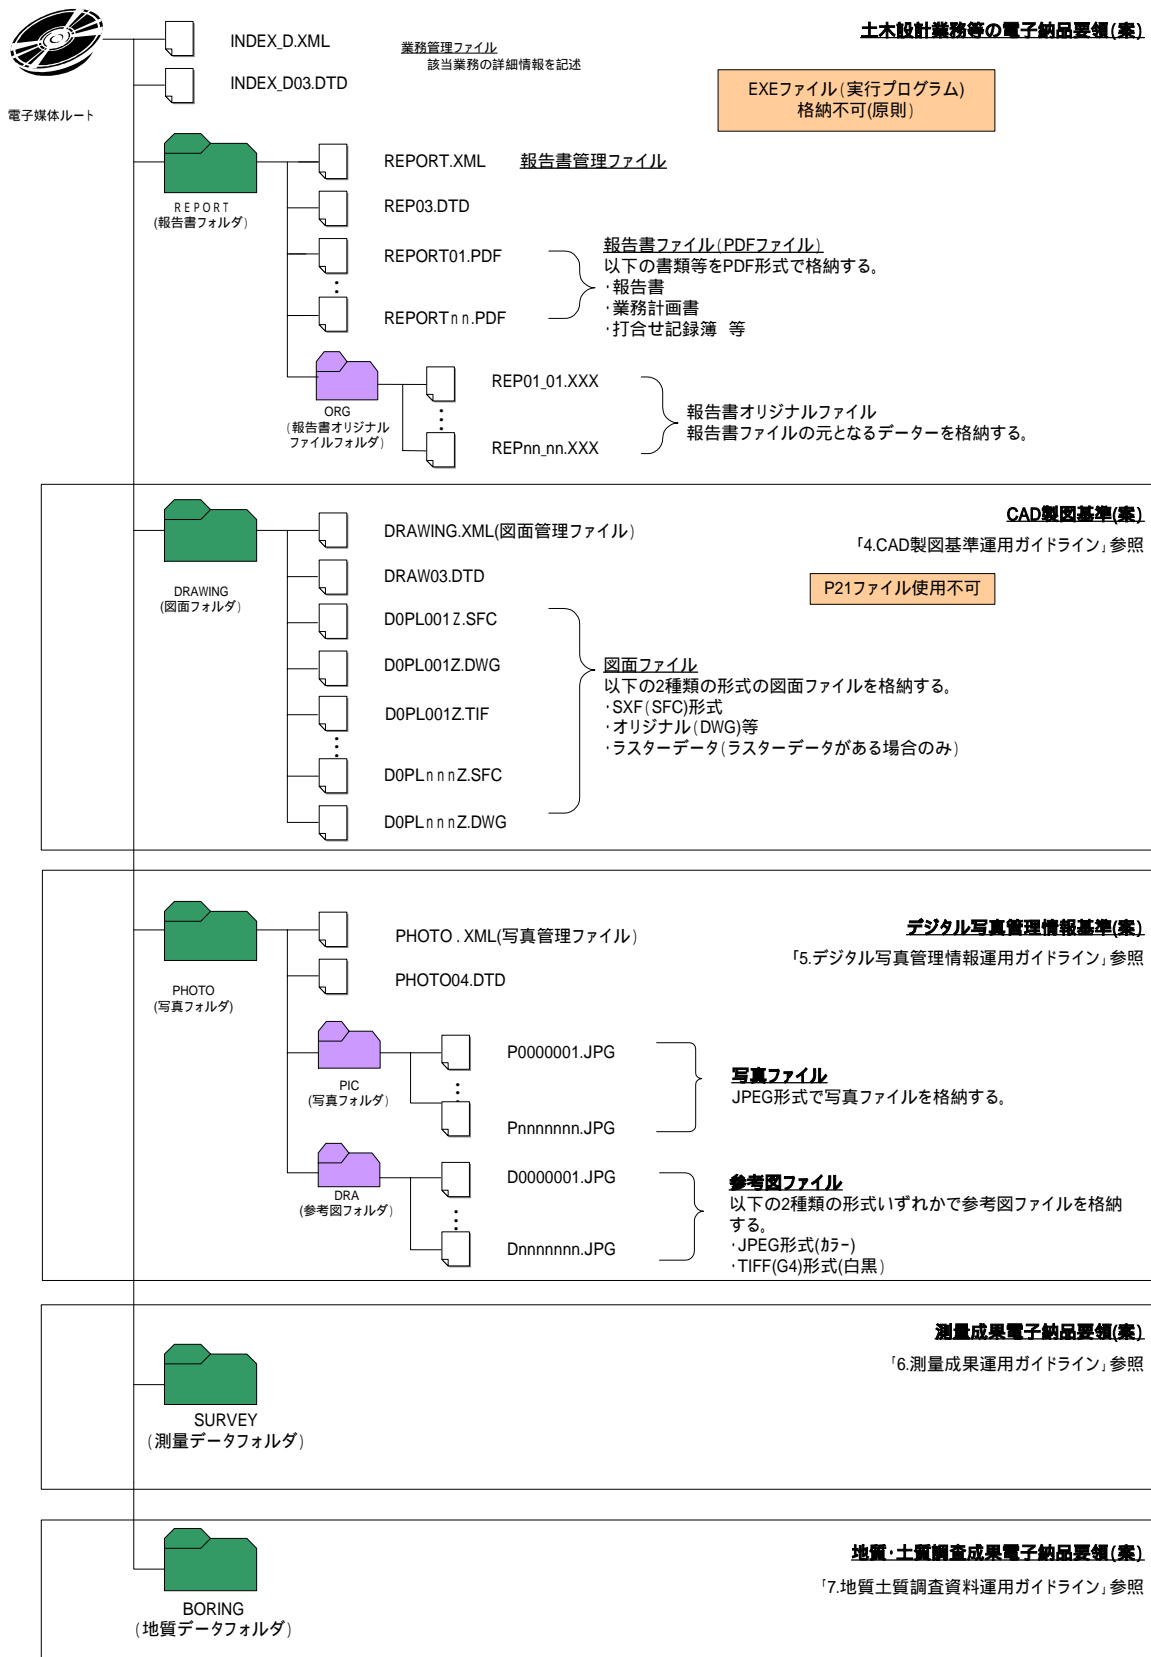 土木設計業務等の電子納品要領(案)
INDEX_D.XML
業務管理ファイル
該当業務の詳細情報を記述
INDEX_D03.DTD
EXEファイル(実行プログラム)
格納不可(原則)
電子媒体ルート
REPORT.XML
報告書管理ファイル
REPORT
(報告書フォルダ)
REP03.DTD
REPORT01.PDF
REPORTnn.PDF
報告書ファイル(PDFファイル)
以下の書類等をPDF形式で格納する。
・報告書
・業務計画書
・打合せ記録簿 等
ORG
(報告書オリジナル
ファイルフォルダ)
REP01_01.XXX
REPnn_nn.XXX
報告書オリジナルファイル
報告書ファイルの元となるデーターを格納する。
CAD製図基準(案)
「4.CAD製図基準運用ガイドライン」参照
P21ファイル使用不可
DRAWING
(図面フォルダ)
DRAWING.XML(図面管理ファイル)
DRAW03.DTD
D0PL001Z.SFC
D0PL001Z.DWG
D0PL001Z.TIF
D0PLnnnZ.SFC
D0PLnnnZ.DWG
図面ファイル
以下の2種類の形式の図面ファイルを格納する。
・SXF(SFC)形式
・オリジナル(DWG)等
・ラスターデータ(ラスターデータがある場合のみ)
デジタル写真管理情報基準(案)
「5.デジタル写真管理情報運用ガイドライン」参照
PHOTO
(写真フォルダ)
PHOTO.XML(写真管理ファイル)
PHOTO04.DTD
PIC
(写真フォルダ)
P0000001.JPG
Pnnnnnnn.JPG
写真ファイル
JPEG形式で写真ファイルを格納する。
DRA
(参考図フォルダ)
D0000001.JPG
Dnnnnnnn.JPG
参考図ファイル
以下の2種類の形式いずれかで参考図ファイルを格納
する。
・JPEG形式(カラー)
・TIFF(G4)形式(白黒)
測量成果電子納品要領(案)
「6.測量成果運用ガイドライン」参照
SURVEY
(測量データフォルダ)
地質・土質調査成果電子納品要領(案)
「7.地質土質調査資料運用ガイドライン」参照
BORING
(地質データフォルダ)